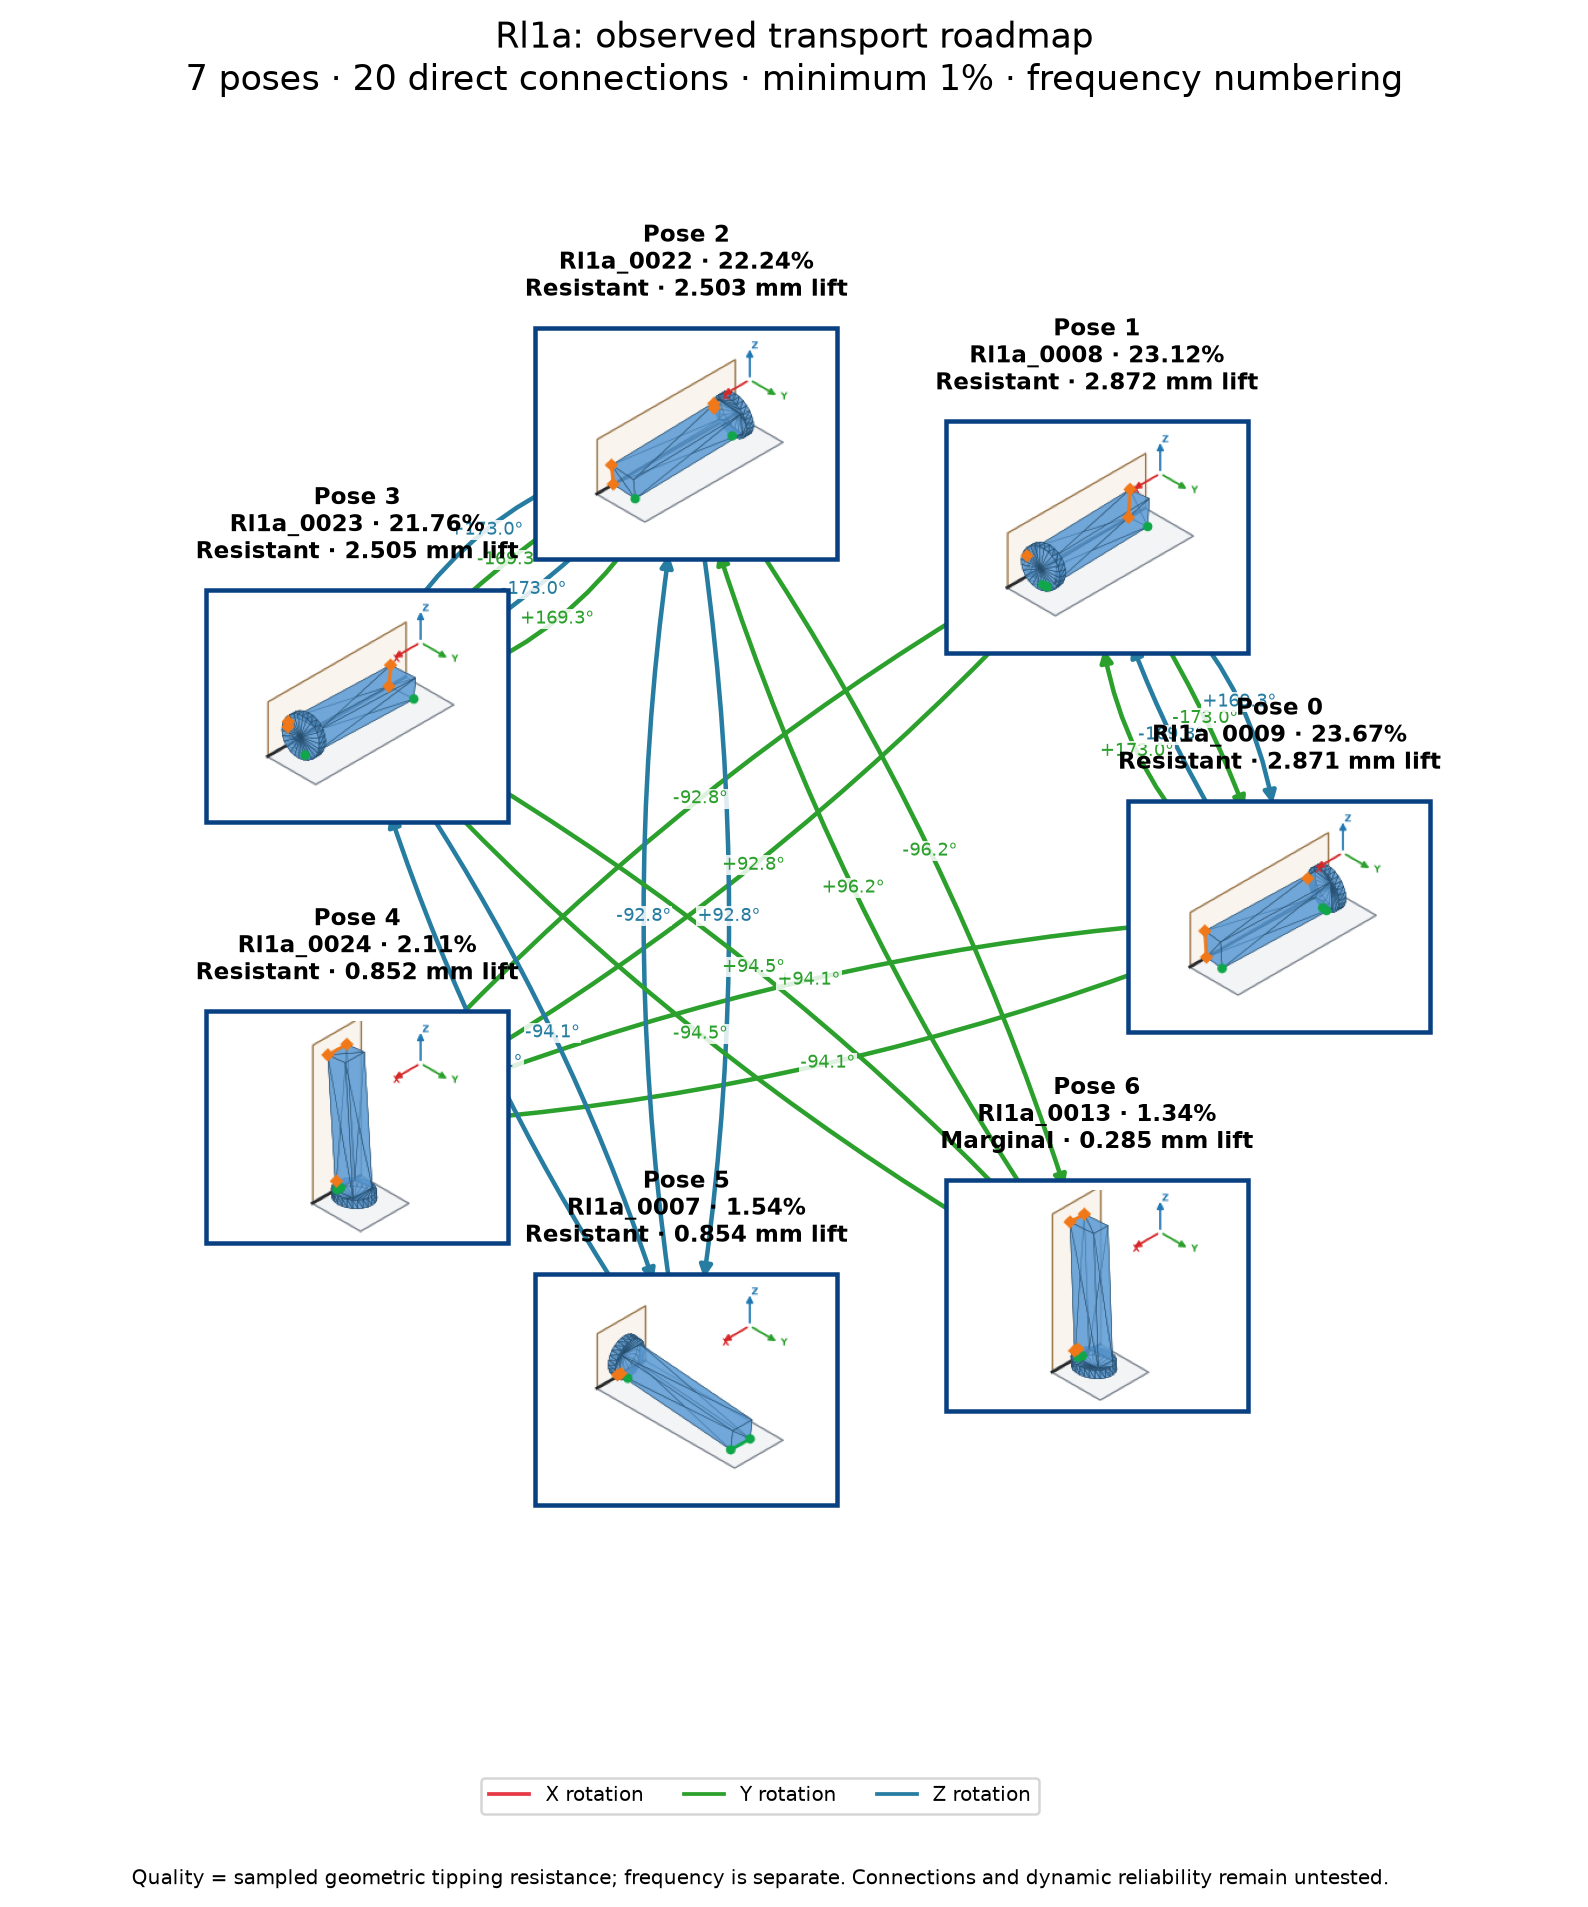 Rl1a: observed transport roadmap
7 poses · 20 direct connections · minimum 1% · frequency numbering
Pose 2
Rl1a_0022 · 22.24%
Resistant · 2.503 mm lift
Z
Y
Pose 1
Rl1a_0008 · 23.12%
Resistant · 2.872 mm lift
Z
Y
Pose 3
Rl1a_0023 · 21.76%
Resistant · 2.505 mm lift
+173.0°
-169.3
173.0°
+169.3°
Z
X
Y
+169.3°
-173.0°
+173.0°
Pose 0
Rl1a_0009 · 23.67%
Resistant · 2.871 mm lift
Z
Y
-92.8°
+92.8°
-96.2°
+96.2°
-92.8°
+92.8°
+94.5°
+94.1°
-94.1°
-94.5°
-94.1°
Pose 4
Rl1a_0024 · 2.11%
Resistant · 0.852 mm lift
Z
X
Y
Pose 6
Rl1a_0013 · 1.34%
Marginal · 0.285 mm lift
Z
X
Y
Pose 5
Rl1a_0007 · 1.54%
Resistant · 0.854 mm lift
Z
X
Y
X rotation
Y rotation
Z rotation
Quality = sampled geometric tipping resistance; frequency is separate. Connections and dynamic reliability remain untested.